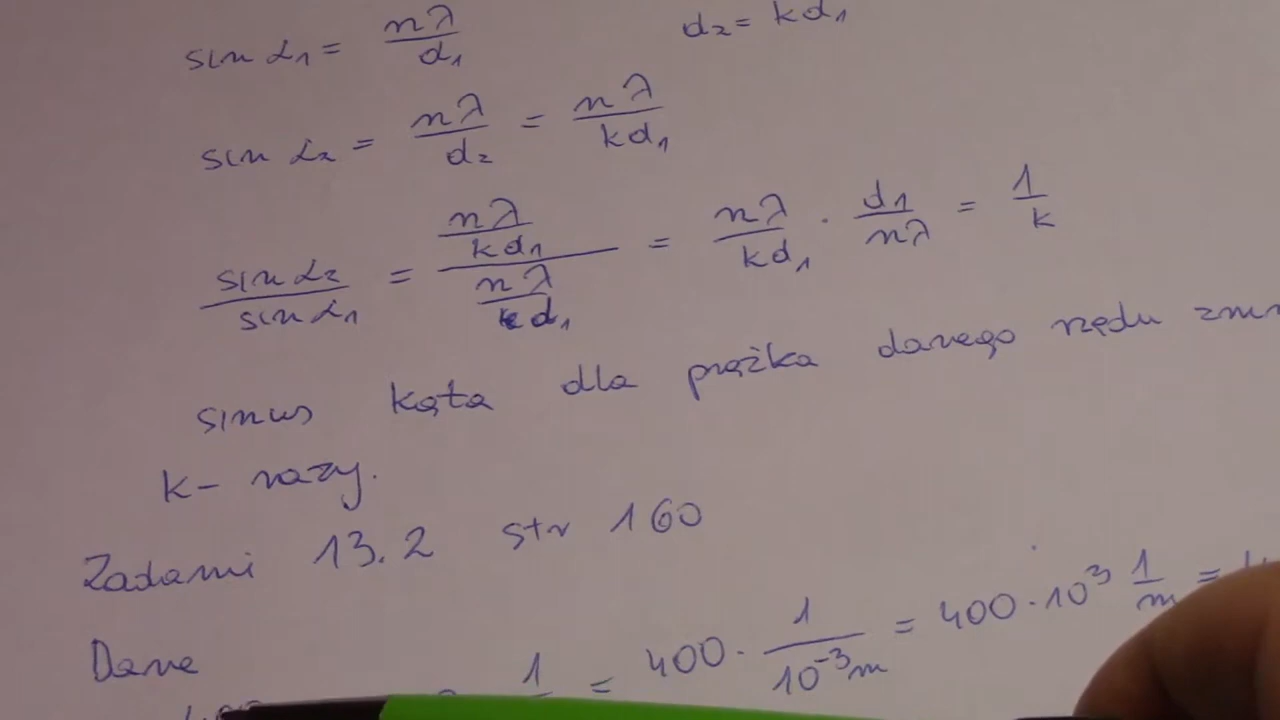 sin α₁ = nλ/d₁ d₂ = kd₁
sin α₂ = nλ/d₂ = nλ/kd₁
sin α₂/sin α₁ = (nλ/kd₁)/(nλ/d₁) = nλ/kd₁ · d₁/nλ = 1/k
sinus kąta dla prążka danego rzędu
k- razy.
Zadanie 13.2 str 160
Dane
1 = 400 · 1/10⁻³m = 400 · 10³ 1/m =